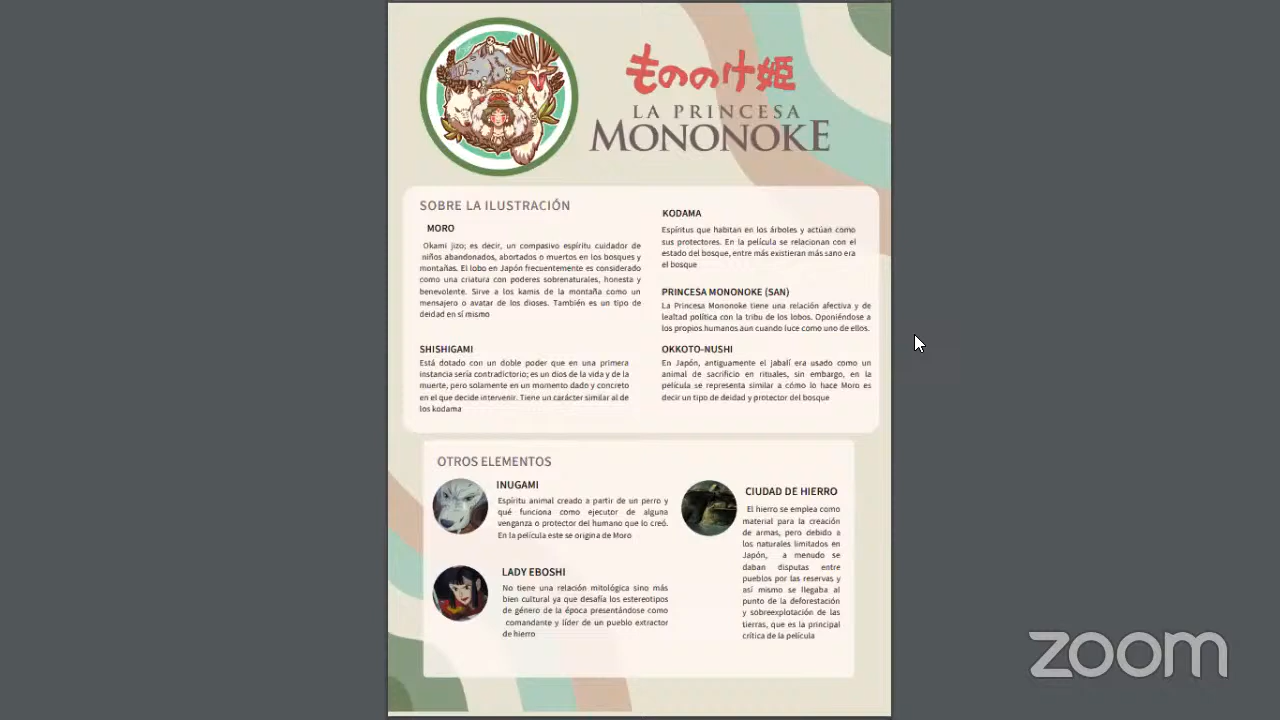 もののけ姫
LA PRINCESA
MONONOKE
SOBRE LA ILUSTRACIÓN
MORO
Okami jizo; es decir, un compasivo espíritu cuidador de
niños abandonados, abortados o muertos en los bosques y
montañas. El lobo en Japón frecuentemente es considerado
como una criatura con poderes sobrenaturales, honesta y
benevolente. Sirve a los kamis de la montaña como un
mensajero o avatar de los dioses. También es un tipo de
deidad en sí mismo
SHISHIGAMI
Está dotado con un doble poder que en una primera
instancia sería contradictorio; es un dios de la vida y de la
muerte, pero solamente en un momento dado y concreto
en el que decide intervenir. Tiene un carácter similar al de
los kodama
KODAMA
Espíritus que habitan en los árboles y actúan como
sus protectores. En la película se relacionan con el
estado del bosque, entre más existieran más sano era
el bosque
PRINCESA MONONOKE (SAN)
La Princesa Mononoke tiene una relación afectiva y de
lealtad política con la tribu de los lobos. Oponiéndose a
los propios humanos aun cuando luce como uno de ellos.
OKKOTO-NUSHI
En Japón, antiguamente el jabalí era usado como un
animal de sacrificio en rituales, sin embargo, en la
película se representa similar a cómo lo hace Moro es
decir un tipo de deidad y protector del bosque
OTROS ELEMENTOS
INUGAMI
Espíritu animal creado a partir de un perro y
qué funciona como ejecutor de alguna
venganza o protector del humano que lo creó.
En la película este se origina de Moro
LADY EBOSHI
No tiene una relación mitológica sino más
bien cultural ya que desafía los estereotipos
de género de la época presentándose como
comandante y líder de un pueblo extractor
de hierro
CIUDAD DE HIERRO
El hierro se emplea como
material para la creación
de armas, pero debido a
los naturales limitados en
Japón, a menudo se
daban disputas entre
pueblos por las reservas y
así mismo se llegaba al
punto de la deforestación
y sobreexplotación de las
tierras, que es la principal
crítica de la película
zoom